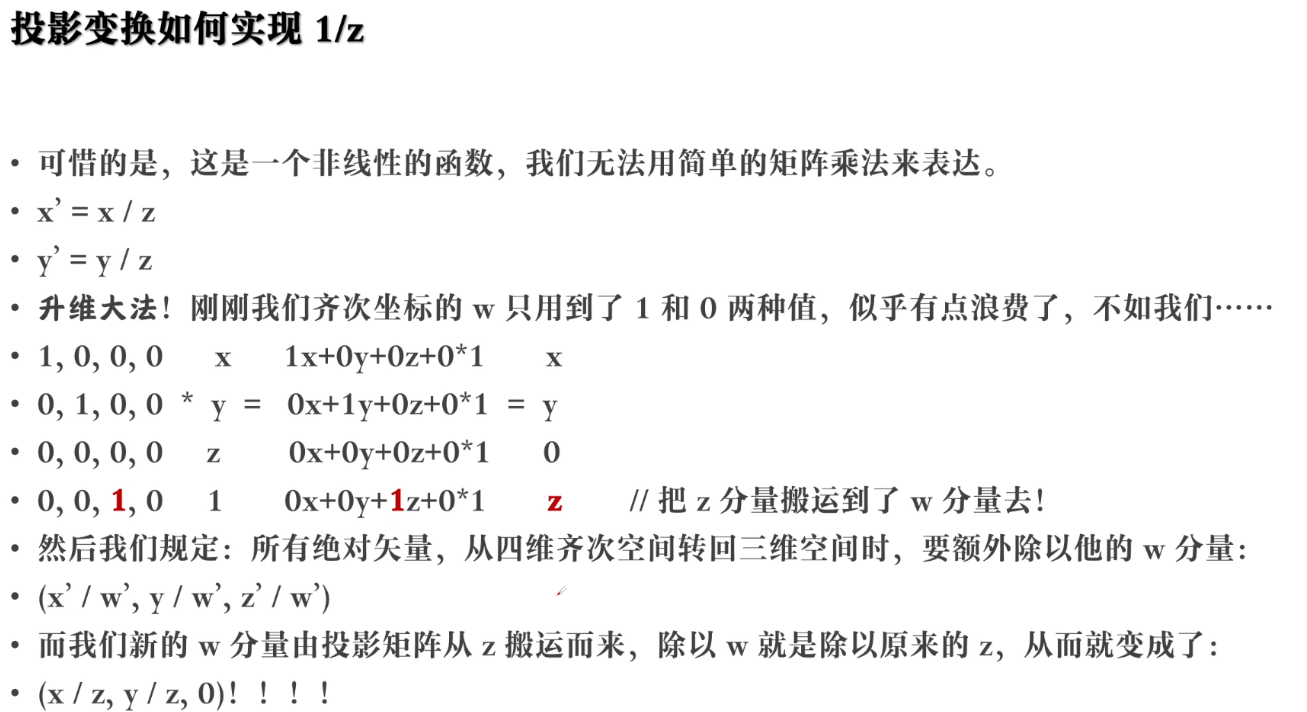 投影变换如何实现 1/z
• 可惜的是，这是一个非线性的函数，我们无法用简单的矩阵乘法来表达。
• x’ = x / z
• y’ = y / z
• 升维大法！刚刚我们齐次坐标的 w 只用到了 1 和 0 两种值，似乎有点浪费了，不如我们……
• 1, 0, 0, 0 x 1x+0y+0z+0*1 x
• 0, 1, 0, 0 * y = 0x+1y+0z+0*1 = y
• 0, 0, 0, 0 z 0x+0y+0z+0*1 0
• 0, 0, 1, 0 1 0x+0y+1z+0*1 z // 把 z 分量搬运到了 w 分量去！
• 然后我们规定：所有绝对矢量，从四维齐次空间转回三维空间时，要额外除以他的 w 分量：
• (x’ / w’, y / w’, z’ / w’)
• 而我们新的 w 分量由投影矩阵从 z 搬运而来，除以 w 就是除以原来的 z，从而就变成了：
• (x / z, y / z, 0)！！！！